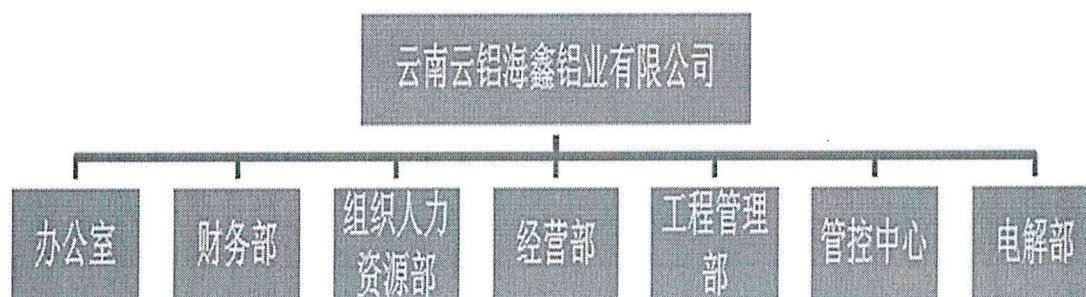 云南云铝海鑫铝业有限公司
办公室
财务部
组织人力
资源部
经营部
工程管理
部
管控中心
电解部